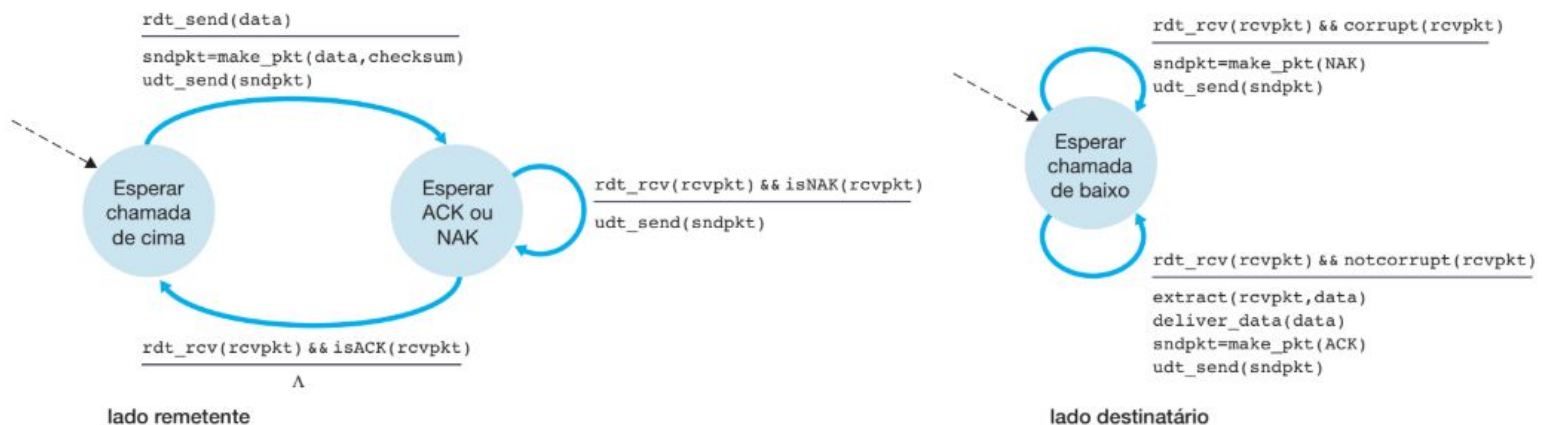 rdt_send(data)
sndpkt=make_pkt(data,checksum)
udt_send(sndpkt)
Esperar
chamada
de cima
Esperar
ACK ou
NAK
rdt_rcv(rcvpkt) && isNAK(rcvpkt)
udt_send(sndpkt)
rdt_rcv(rcvpkt) && isACK(rcvpkt)
Λ
lado remetente
rdt_rcv(rcvpkt) && corrupt(rcvpkt)
sndpkt=make_pkt(NAK)
udt_send(sndpkt)
Esperar
chamada
de baixo
rdt_rcv(rcvpkt) && notcorrupt(rcvpkt)
extract(rcvpkt,data)
deliver_data(data)
sndpkt=make_pkt(ACK)
udt_send(sndpkt)
lado destinatário